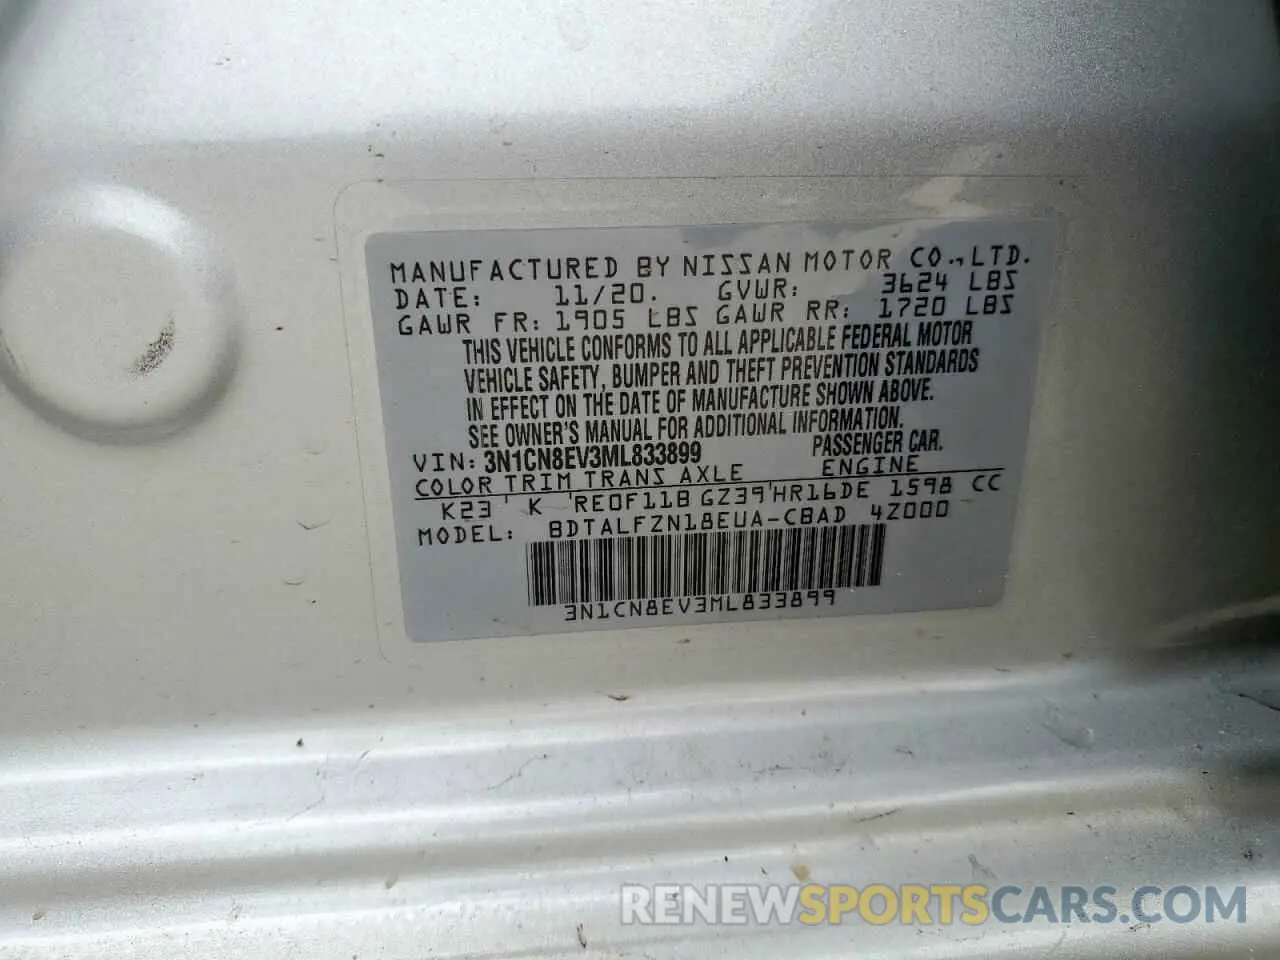 MANUFACTURED BY NISSAN MOTOR CO., LTD.
DATE: 11/20. GVWR: 3624 LBS
GAWR FR: 1905 LBS GAWR RR: 1720 LBS
THIS VEHICLE CONFORMS TO ALL APPLICABLE FEDERAL MOTOR
VEHICLE SAFETY, BUMPER AND THEFT PREVENTION STANDARDS
IN EFFECT ON THE DATE OF MANUFACTURE SHOWN ABOVE.
SEE OWNER'S MANUAL FOR ADDITIONAL INFORMATION.
VIN: 3N1CN8EV3ML833899 PASSENGER CAR.
COLOR TRIM TRANS AXLE ENGINE
K23 ' K 'RE0F11B GZ39'HR16DE 1598 CC
MODEL: BDTALFZN18EUA-CBAD 4Z000
3N1CN8EV3ML833899
RENEWSPORTSCARS.COM